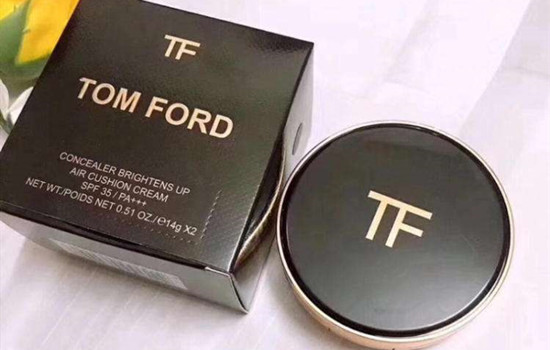 TF
TOM FORD
CONCEALER BRIGHTENS UP
AIR CUSHION CREAM
SPF 35 / PA+++
NET WT./POIDS NET 0.51 OZ./℮14g X2
TF